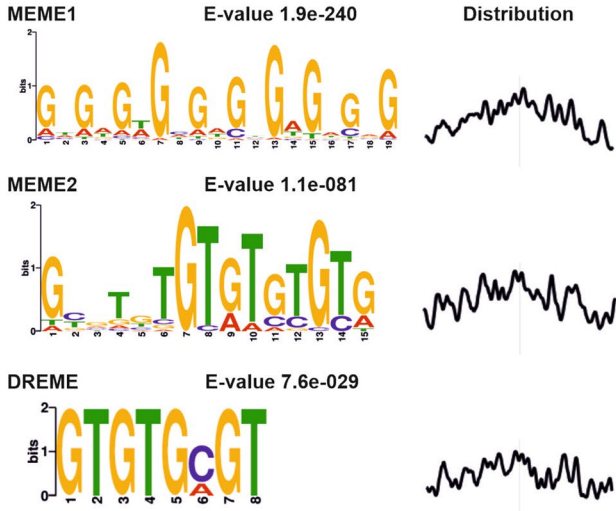 MEME1 E-value 1.9e-240 Distribution
2
bits
1
0
G G G T G G G G A G G G
1 2 3 4 5 6 7 8 9 10 11 12 13 14 15 16 17 18 19
MEME2 E-value 1.1e-081
2
bits
1
0
G C T G T G T G T G T G T G
1 2 3 4 5 6 7 8 9 10 11 12 13 14 15
DREME E-value 7.6e-029
2
bits
1
0
GTGTGCGT
A
1 2 3 4 5 6 7 8